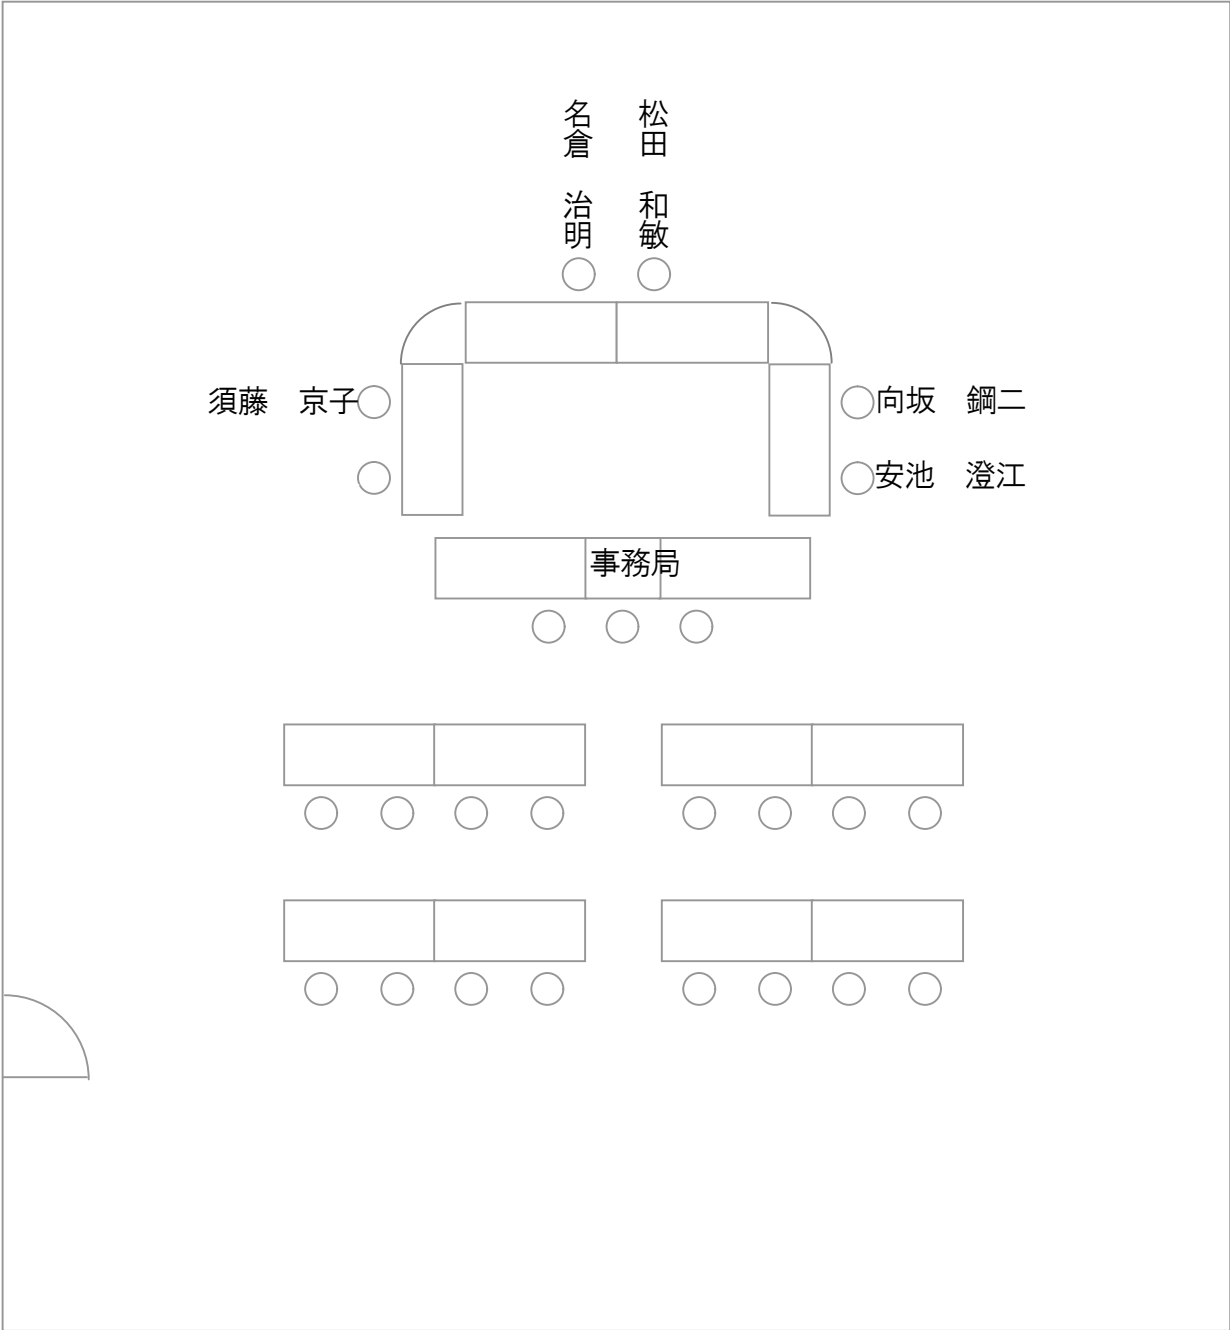 松田　和敏
名倉　治明
須藤　京子
向坂　鋼二
安池　澄江
事務局